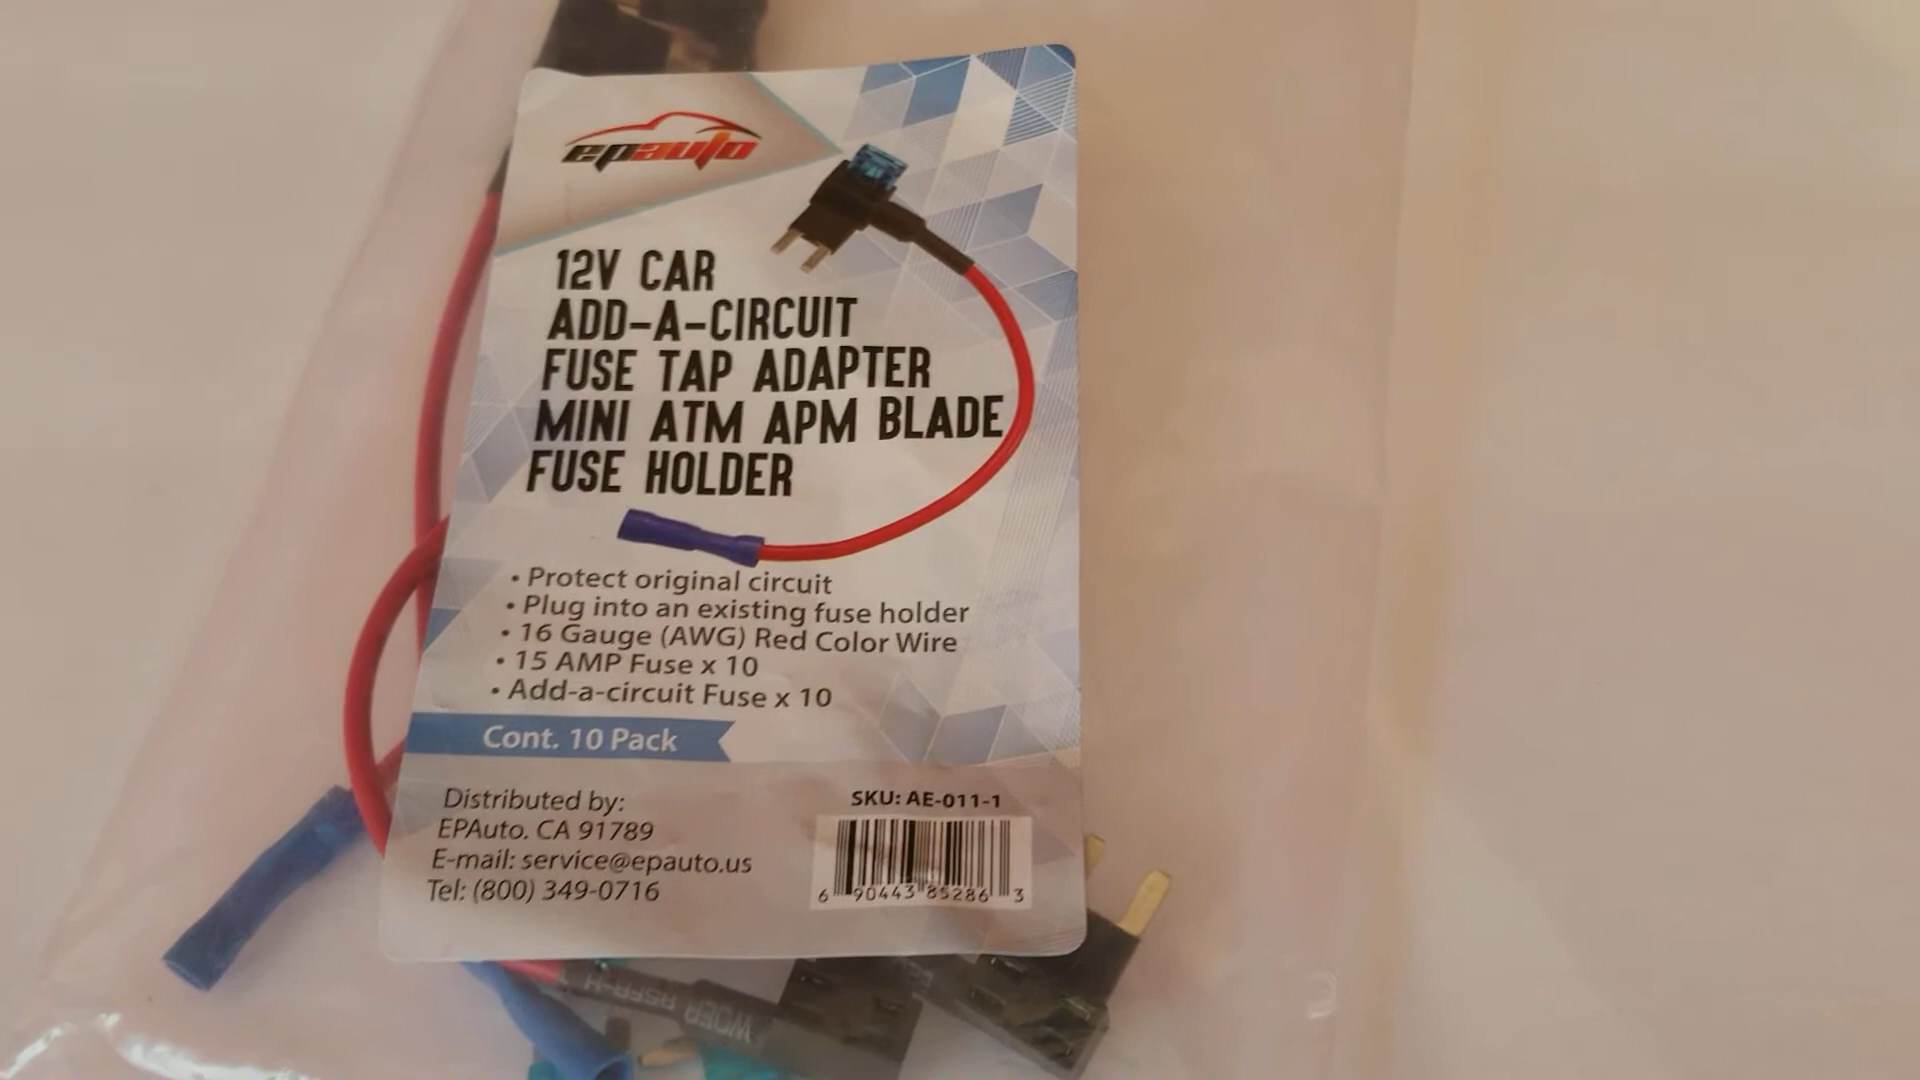 epauto
12V CAR
ADD-A-CIRCUIT
FUSE TAP ADAPTER
MINI ATM APM BLADE
FUSE HOLDER
• Protect original circuit
• Plug into an existing fuse holder
• 16 Gauge (AWG) Red Color Wire
• 15 AMP Fuse x 10
• Add-a-circuit Fuse x 10
Cont. 10 Pack
Distributed by:
EPAuto. CA 91789
E-mail: service@epauto.us
Tel: (800) 349-0716
SKU: AE-011-1
6 90443 85286 3
WOER RSFR-H